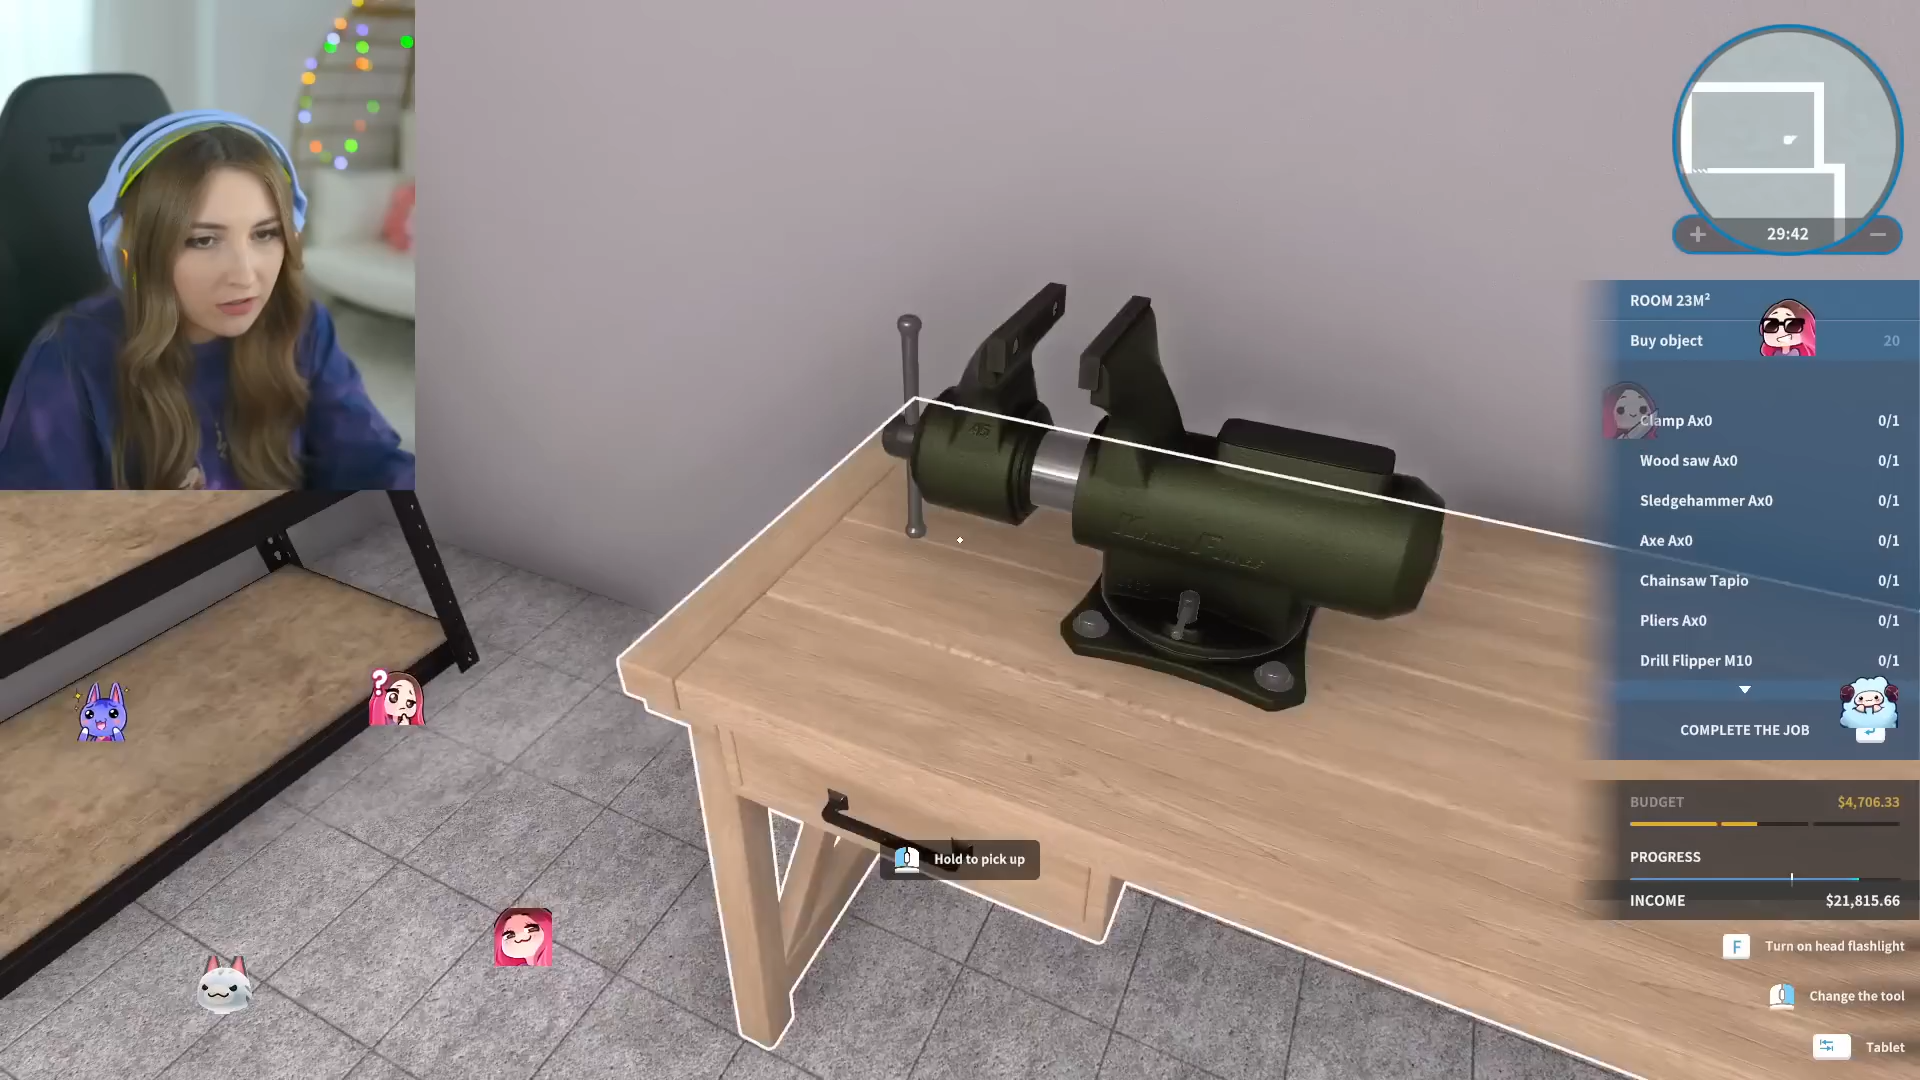 29:42
ROOM 23M²
Buy object 20
Clamp Ax0 0/1
Wood saw Ax0 0/1
Sledgehammer Ax0 0/1
Axe Ax0 0/1
Chainsaw Tapio 0/1
Pliers Ax0 0/1
Drill Flipper M10 0/1
COMPLETE THE JOB
BUDGET $4,706.33
PROGRESS
INCOME $21,815.66
Hold to pick up
F Turn on head flashlight
Change the tool
Tablet